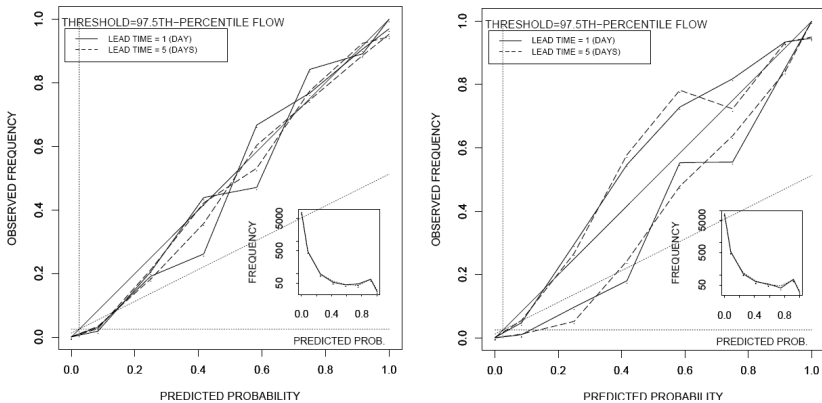 THRESHOLD=97.5TH−PERCENTILE FLOW
LEAD TIME = 1 (DAY)
LEAD TIME = 5 (DAYS)
OBSERVED FREQUENCY
1.0
0.8
0.6
0.4
0.2
0.0
FREQUENCY
5000
500
50
0.0 0.4 0.8
PREDICTED PROB.
0.0 0.2 0.4 0.6 0.8 1.0
PREDICTED PROBABILITY
THRESHOLD=97.5TH−PERCENTILE FLOW
LEAD TIME = 1 (DAY)
LEAD TIME = 5 (DAYS)
OBSERVED FREQUENCY
1.0
0.8
0.6
0.4
0.2
0.0
FREQUENCY
5000
500
50
0.0 0.4 0.8
PREDICTED PROB.
0.0 0.2 0.4 0.6 0.8 1.0
PREDICTED PROBABILITY